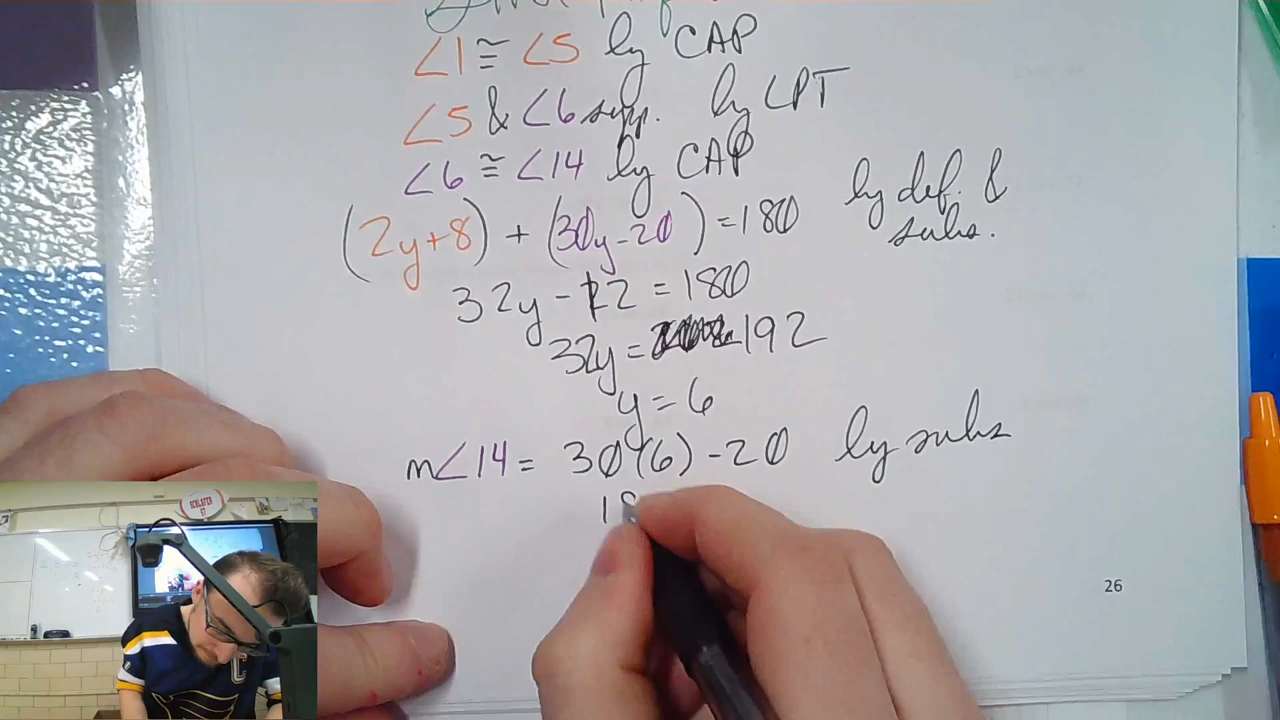 ∠1 ≅ ∠5 by CAP
∠5 & ∠6 supp. by LPT
∠6 ≅ ∠14 by CAP
(2y+8) + (30y-20) = 180 by def. & subs.
32y - 12 = 180
32y = 192
y = 6
m∠14 = 30(6) - 20 by subs
18
26